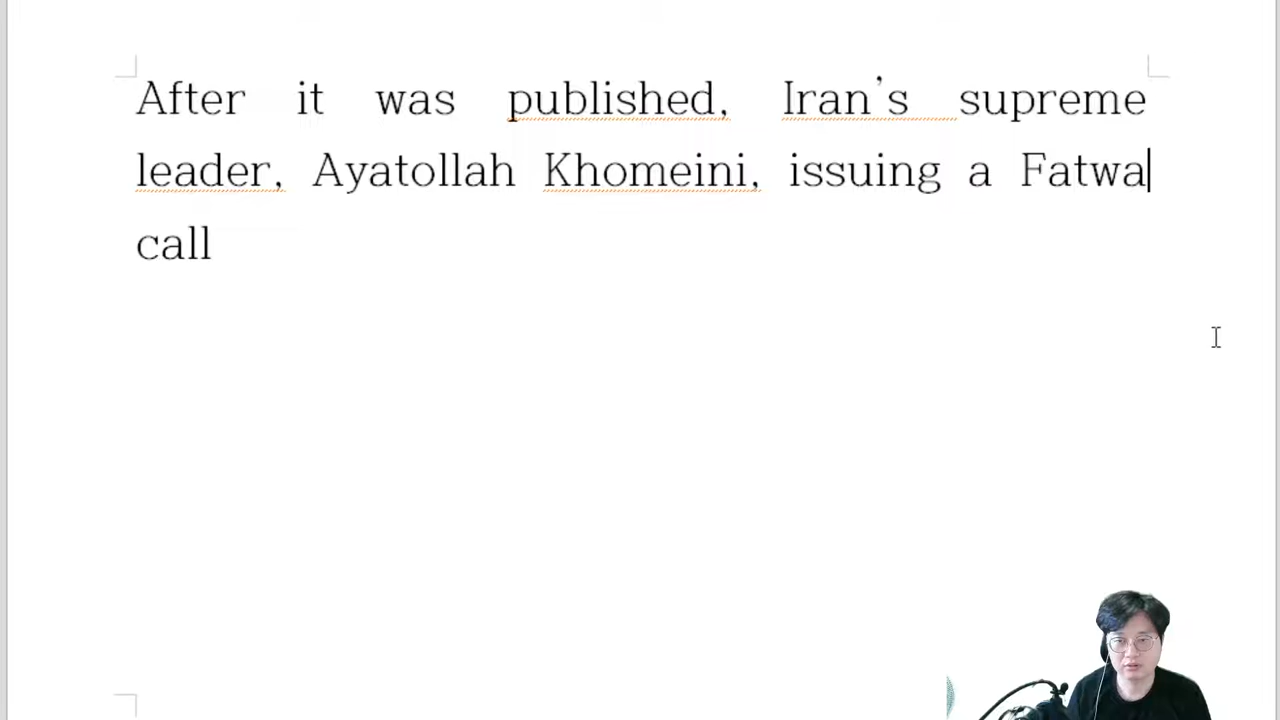 After it was published, Iran's supreme
leader, Ayatollah Khomeini, issuing a Fatwa
call